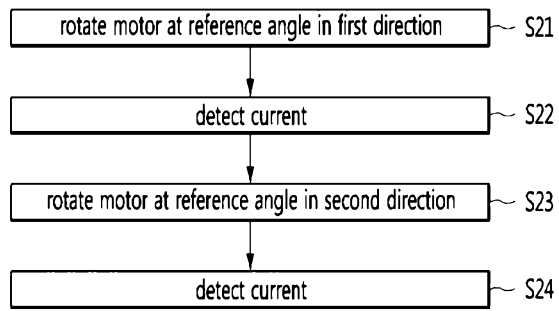 rotate motor at reference angle in first direction S21
detect current S22
rotate motor at reference angle in second direction S23
detect current S24